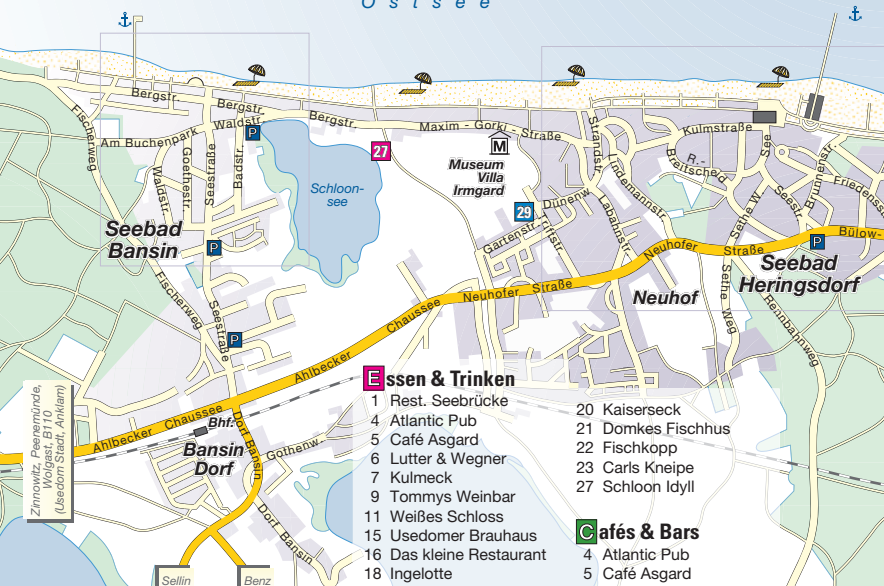 Ostsee
Bergstr.
Bergstr.
Bergstr.
Fischerweg
Waldstr.
P
Am Buchenpark
Maxim - Gorki - Straße
Strandstr.
Kulmstraße
See
27
M
Museum
Villa
Irmgard
R.-
Breitscheid
Brunnenstr.
Goethestr.
Seestraße
Badstr.
Waldstr.
Schloon-
see
Lindemannstr.
Friedens
Seestr.
29
Dünenw.
Labahnstr.
Sethe W.
Seebad
Bansin
P
Gartenstr.
Triftstr.
Neuhofer
Straße
P
Bülow-
Seebad
Heringsdorf
Fischerweg
Seestraße
Neuhofer Straße
Neuhof
Sethe Weg
Rennbahnweg
P
Ahlbecker Chaussee
Ahlbecker Chaussee
Bhf.
Bansin
Dorf
Dorf Bansin
Gothenw.
Dorf Bansin
Zinnowitz, Peenemünde,
Wolgast, B110
(Usedom Stadt, Anklam)
Sellin
Benz
Essen & Trinken
1 Rest. Seebrücke
4 Atlantic Pub
5 Café Asgard
6 Lutter & Wegner
7 Kulmeck
9 Tommys Weinbar
11 Weißes Schloss
15 Usedomer Brauhaus
16 Das kleine Restaurant
18 Ingelotte
20 Kaiserseck
21 Domkes Fischhus
22 Fischkopp
23 Carls Kneipe
27 Schloon Idyll
Cafés & Bars
4 Atlantic Pub
5 Café Asgard